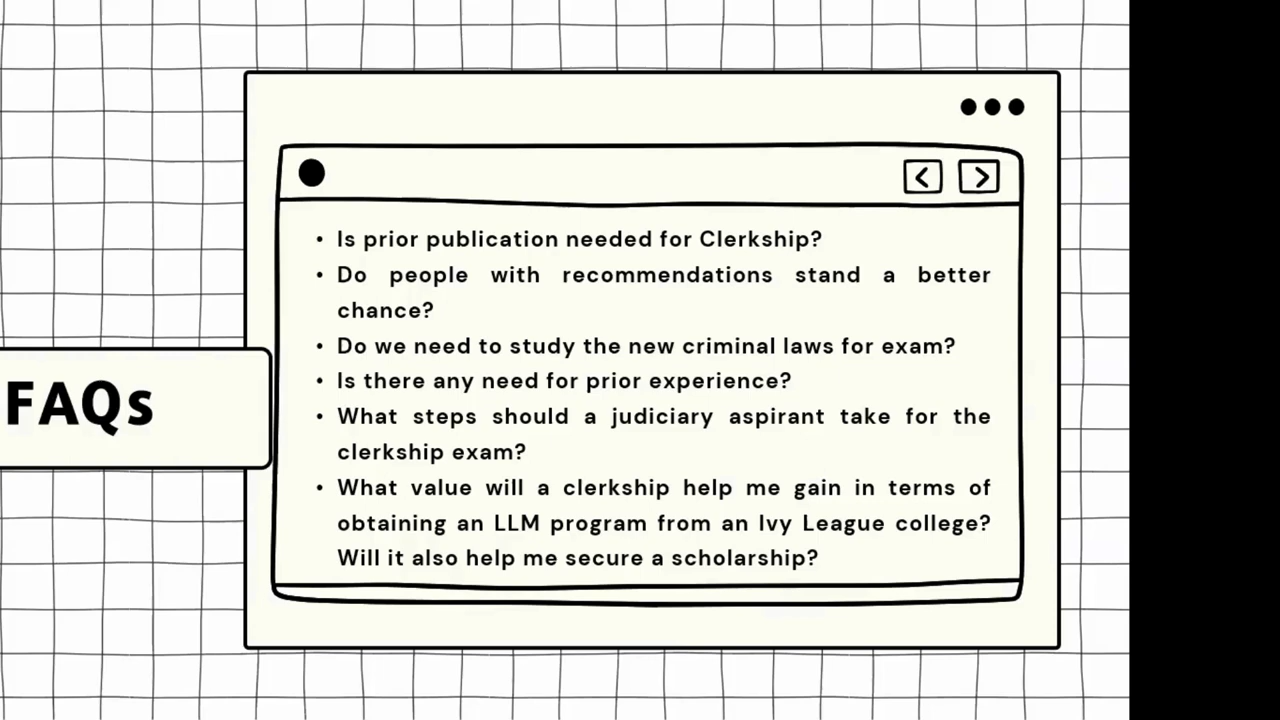 FAQs
• Is prior publication needed for Clerkship?
• Do people with recommendations stand a better
chance?
• Do we need to study the new criminal laws for exam?
• Is there any need for prior experience?
• What steps should a judiciary aspirant take for the
clerkship exam?
• What value will a clerkship help me gain in terms of
obtaining an LLM program from an Ivy League college?
Will it also help me secure a scholarship?